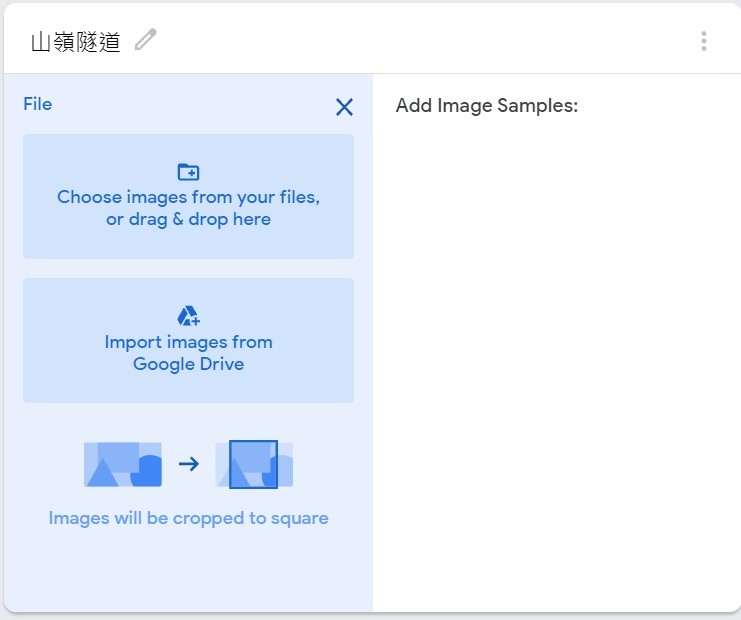 山嶺隧道
File
Add Image Samples:
Choose images from your files,
or drag & drop here
Import images from
Google Drive
Images will be cropped to square